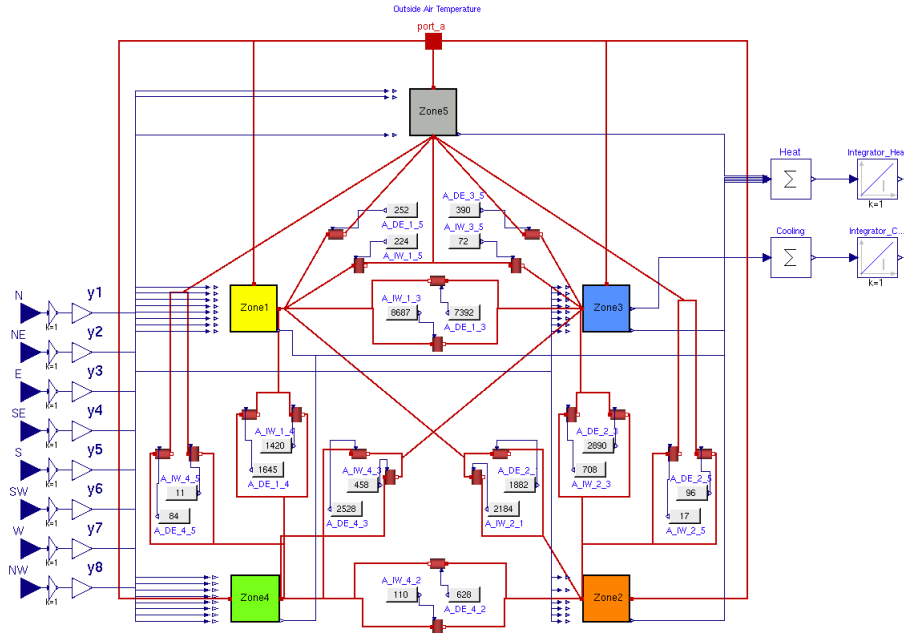 Outside Air Temperature
port_a
Zone5
Heat
Integrator_Hea
k=1
A_DE_3_5
252
390
A_DE_1_5
224
72
A_IW_3_5
A_IW_1_5
Cooling
Integrator_C...
k=1
N
y1
k=1
Zone1
A_IW_1_3
8687
7392
A_DE_1_3
Zone3
NE
y2
k=1
E
y3
k=1
SE
y4
k=1
A_IW_1_4
1420
1645
A_DE_1_4
A_DE_2_3
2890
708
A_IW_2_3
S
y5
k=1
A_IW_4_5
11
84
A_DE_4_5
A_IW_4_3
458
2528
A_DE_4_3
1882
2184
A_IW_2_1
A_DE_2_5
96
17
A_IW_2_5
SW
y6
k=1
W
y7
k=1
NW
y8
k=1
Zone4
A_IW_4_2
110
628
A_DE_4_2
Zone2